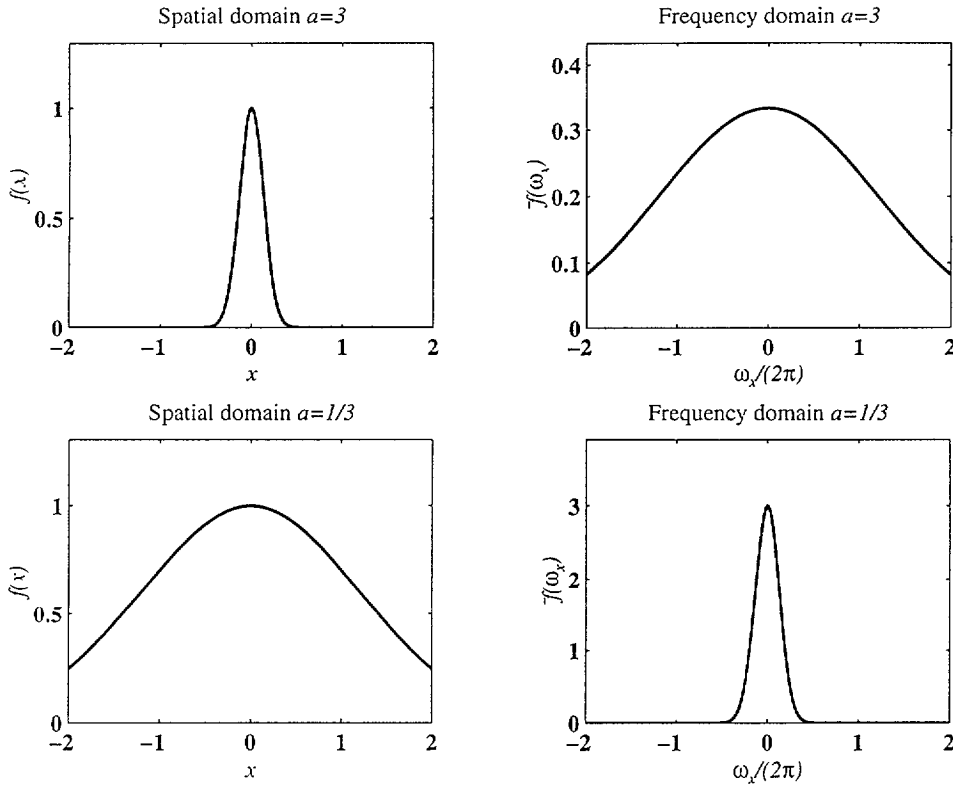 Spatial domain a=3
1
0.5
0
f(x)
−2 −1 0 1 2
x
Frequency domain a=3
0.4
0.3
0.2
0.1
0
f̄(ω_x)
−2 −1 0 1 2
ω_x/(2π)
Spatial domain a=1/3
1
0.5
0
f(x)
−2 −1 0 1 2
x
Frequency domain a=1/3
3
2
1
0
f̄(ω_x)
−2 −1 0 1 2
ω_x/(2π)